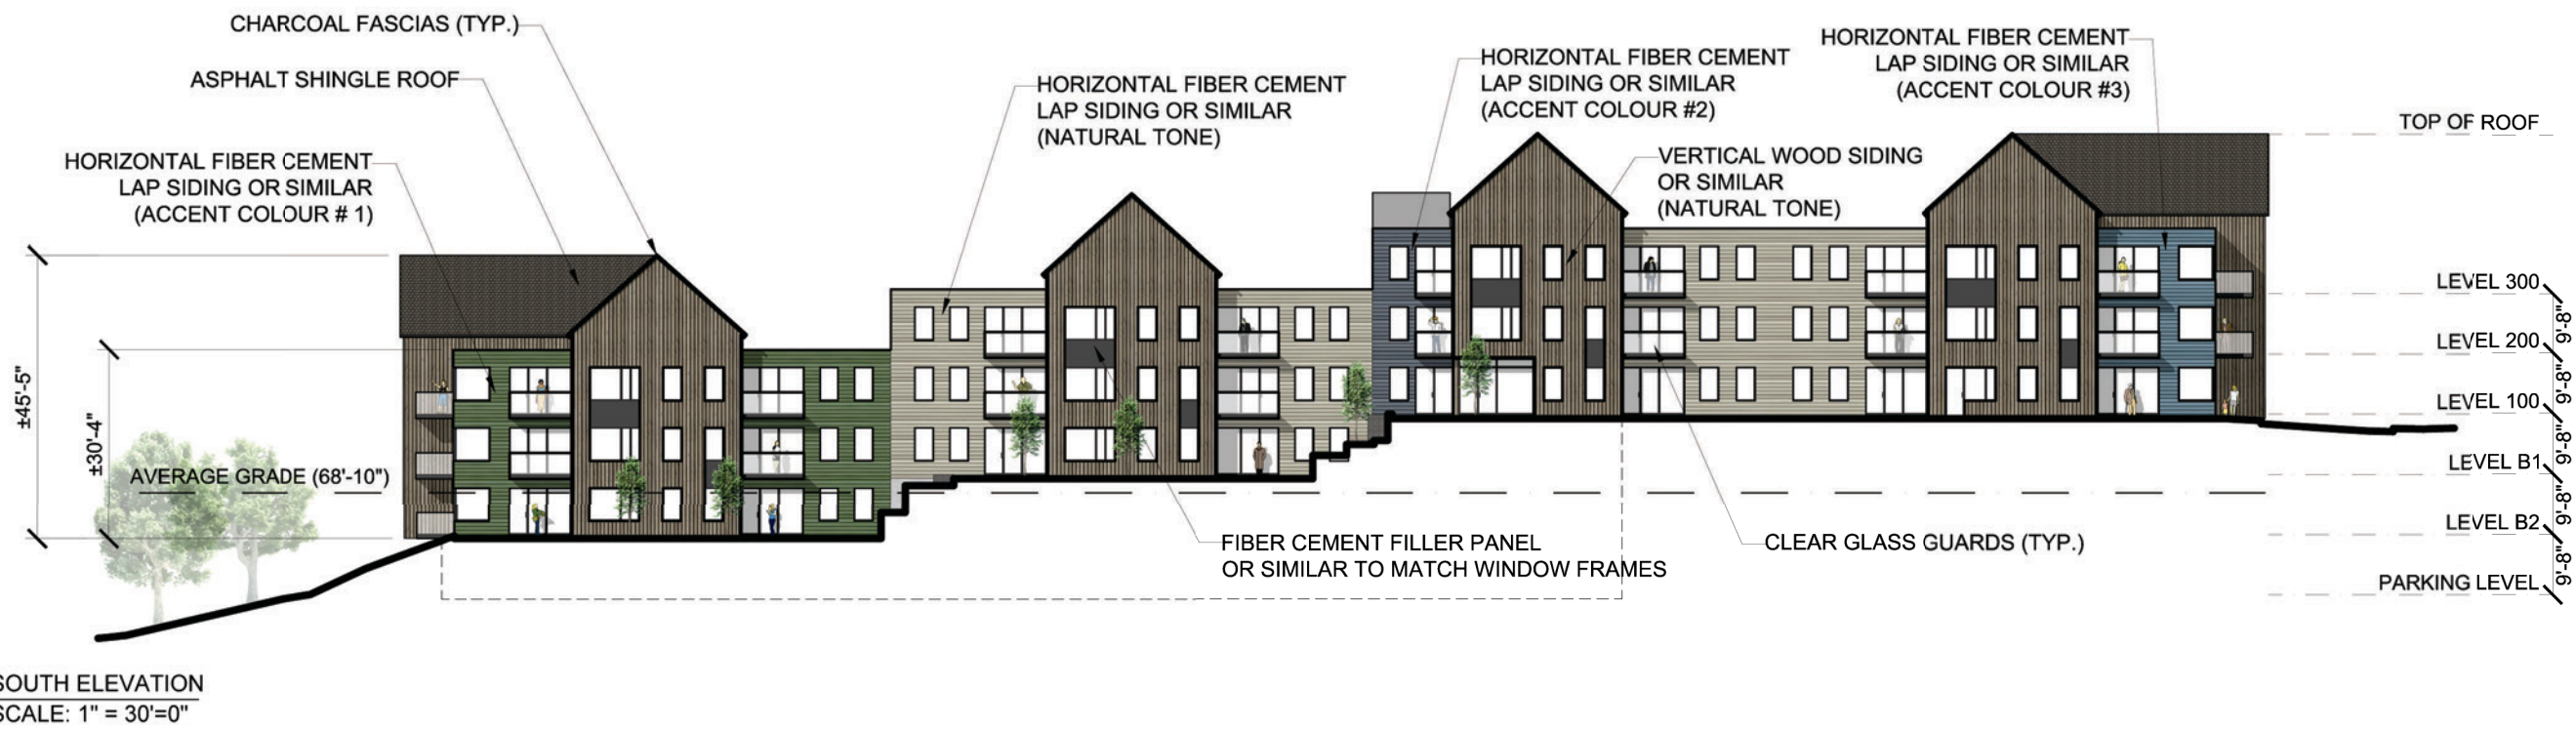 CHARCOAL FASCIAS (TYP.)
ASPHALT SHINGLE ROOF
HORIZONTAL FIBER CEMENT
LAP SIDING OR SIMILAR
(ACCENT COLOUR # 1)
HORIZONTAL FIBER CEMENT
LAP SIDING OR SIMILAR
(NATURAL TONE)
HORIZONTAL FIBER CEMENT
LAP SIDING OR SIMILAR
(ACCENT COLOUR #2)
HORIZONTAL FIBER CEMENT
LAP SIDING OR SIMILAR
(ACCENT COLOUR #3)
VERTICAL WOOD SIDING
OR SIMILAR
(NATURAL TONE)
TOP OF ROOF
LEVEL 300
9'-8"
LEVEL 200
9'-8"
LEVEL 100
9'-8"
LEVEL B1
9'-8"
LEVEL B2
9'-8"
PARKING LEVEL
±45'-5"
±30'-4"
AVERAGE GRADE (68'-10")
FIBER CEMENT FILLER PANEL
OR SIMILAR TO MATCH WINDOW FRAMES
CLEAR GLASS GUARDS (TYP.)
SOUTH ELEVATION
SCALE: 1" = 30'=0"